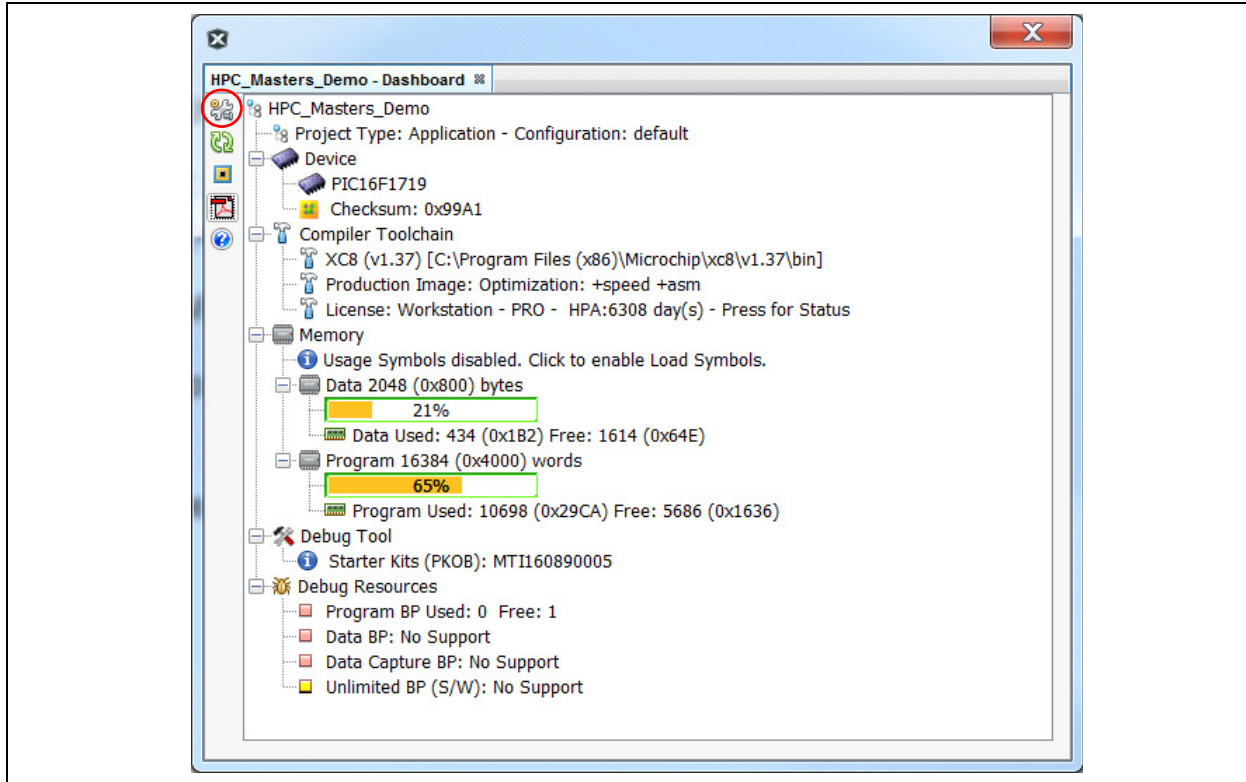 HPC_Masters_Demo - Dashboard
HPC_Masters_Demo
Project Type: Application - Configuration: default
Device
PIC16F1719
Checksum: 0x99A1
Compiler Toolchain
XC8 (v1.37) [C:\Program Files (x86)\Microchip\xc8\v1.37\bin]
Production Image: Optimization: +speed +asm
License: Workstation - PRO - HPA:6308 day(s) - Press for Status
Memory
Usage Symbols disabled. Click to enable Load Symbols.
Data 2048 (0x800) bytes
21%
Data Used: 434 (0x1B2) Free: 1614 (0x64E)
Program 16384 (0x4000) words
65%
Program Used: 10698 (0x29CA) Free: 5686 (0x1636)
Debug Tool
Starter Kits (PKOB): MTI160890005
Debug Resources
Program BP Used: 0 Free: 1
Data BP: No Support
Data Capture BP: No Support
Unlimited BP (S/W): No Support